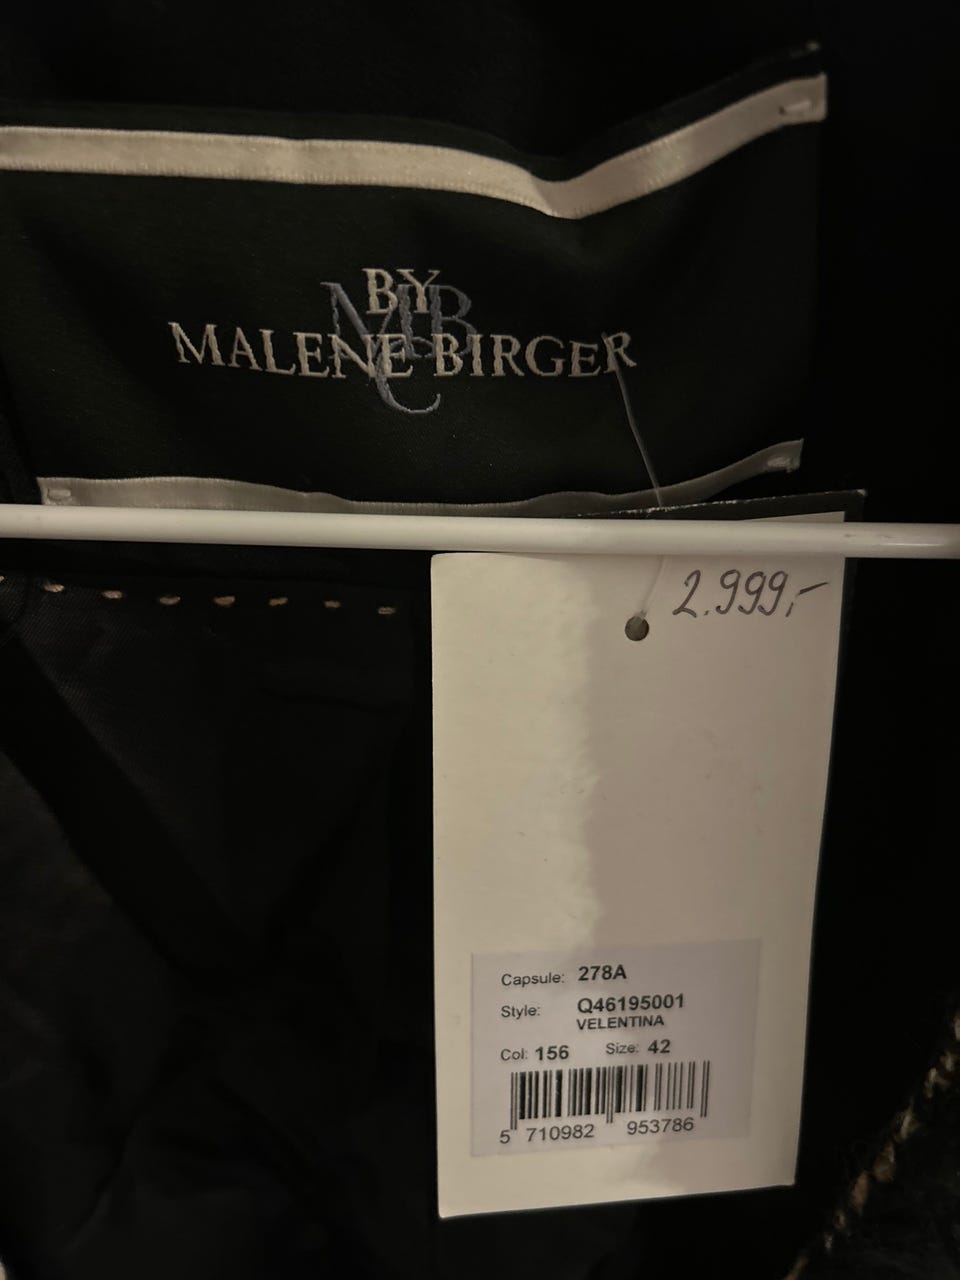 BY
MALENE BIRGER
2.999,-
Capsule: 278A
Style: Q46195001
VELENTINA
Col: 156 Size: 42
5 710982 953786